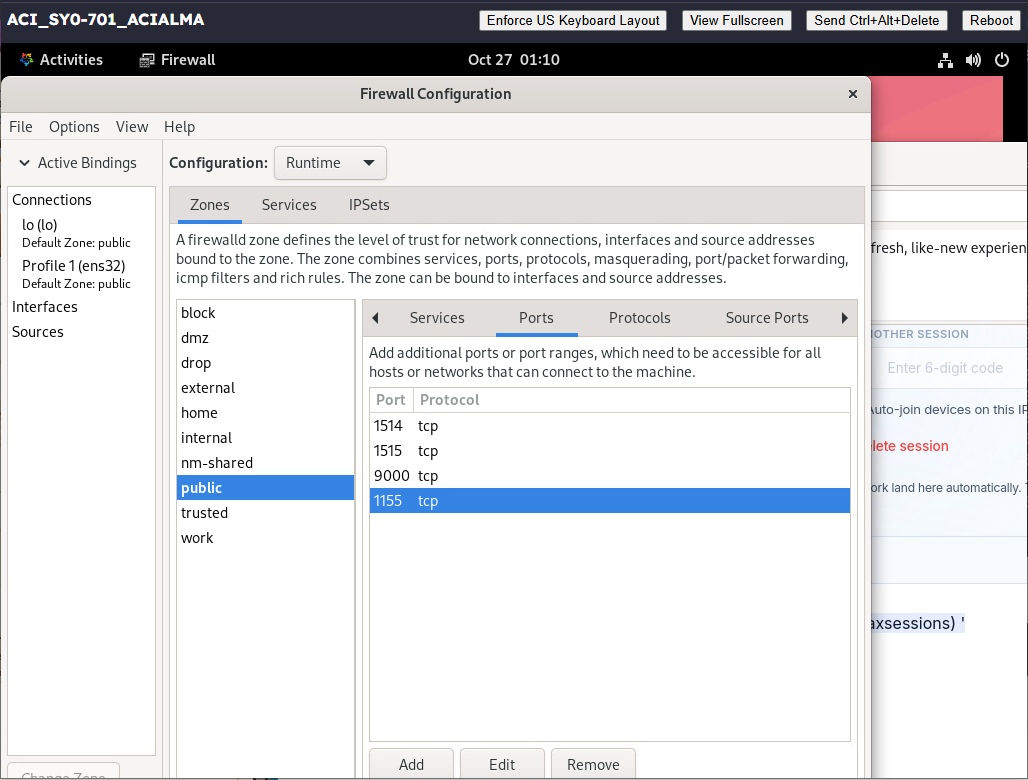 ACI_SY0-701_ACIALMA
Enforce US Keyboard Layout
View Fullscreen
Send Ctrl+Alt+Delete
Reboot
Activities
Firewall
Oct 27 01:10
Firewall Configuration
×
File Options View Help
Active Bindings
Configuration: Runtime
Connections
lo (lo)
Default Zone: public
Profile 1 (ens32)
Default Zone: public
Interfaces
Sources
Zones Services IPSets
A firewalld zone defines the level of trust for network connections, interfaces and source addresses
bound to the zone. The zone combines services, ports, protocols, masquerading, port/packet forwarding,
icmp filters and rich rules. The zone can be bound to interfaces and source addresses.
block
dmz
drop
external
home
internal
nm-shared
public
trusted
work
Services Ports Protocols Source Ports
Add additional ports or port ranges, which need to be accessible for all
hosts or networks that can connect to the machine.
Port Protocol
1514 tcp
1515 tcp
9000 tcp
1155 tcp
Add Edit Remove
Change Zone
fresh, like-new experien
NOTHER SESSION
Enter 6-digit code
Auto-join devices on this IP
lete session
ork land here automatically.
axsessions) '